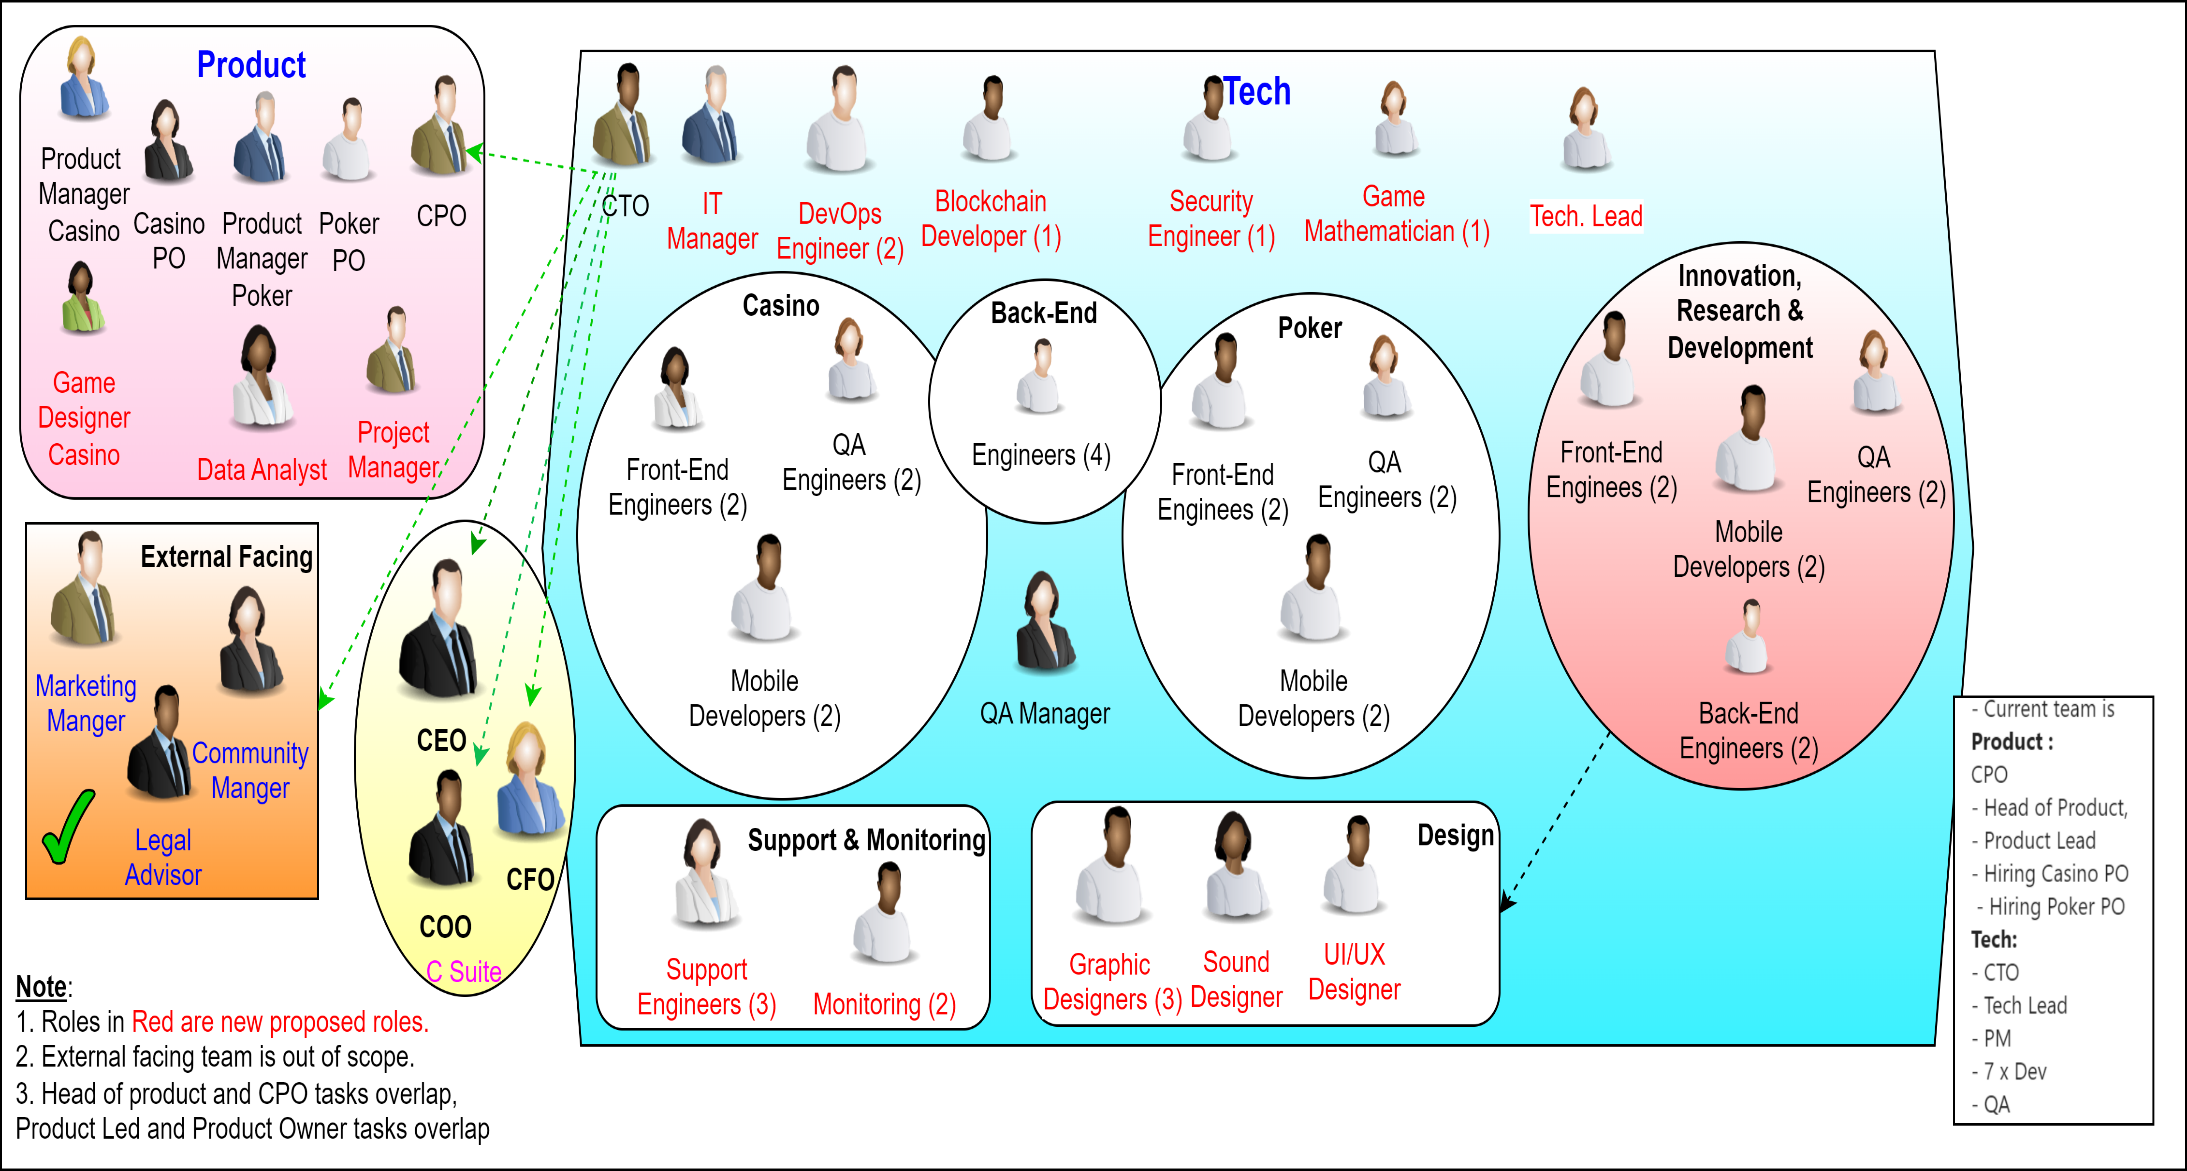 Product
Product
Manager
Casino
Casino
PO
Product
Manager
Poker
Poker
PO
CPO
Game
Designer
Casino
Data Analyst
Project
Manager
Tech
CTO
IT
Manager
DevOps
Engineer (2)
Blockchain
Developer (1)
Security
Engineer (1)
Game
Mathematician (1)
Tech. Lead
Casino
Front-End
Engineers (2)
QA
Engineers (2)
Mobile
Developers (2)
Back-End
Engineers (4)
Poker
Front-End
Enginees (2)
QA
Engineers (2)
Mobile
Developers (2)
QA Manager
Innovation,
Research &
Development
Front-End
Enginees (2)
QA
Engineers (2)
Mobile
Developers (2)
Back-End
Engineers (2)
External Facing
Marketing
Manger
Community
Manger
Legal
Advisor
CEO
CFO
COO
C Suite
Support & Monitoring
Support
Engineers (3)
Monitoring (2)
Design
Graphic
Designers (3)
Sound
Designer
UI/UX
Designer
Note:
1. Roles in Red are new proposed roles.
2. External facing team is out of scope.
3. Head of product and CPO tasks overlap,
Product Led and Product Owner tasks overlap
- Current team is
Product :
CPO
- Head of Product,
- Product Lead
- Hiring Casino PO
- Hiring Poker PO
Tech:
- CTO
- Tech Lead
- PM
- 7 x Dev
- QA